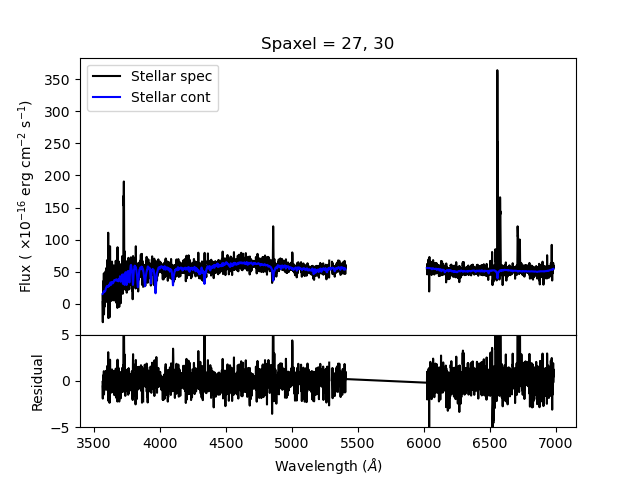 Spaxel = 27, 30
Stellar spec
Stellar cont
Flux ( ×10⁻¹⁶ erg cm⁻² s⁻¹)
350
300
250
200
150
100
50
0
Residual
5
0
−5
3500 4000 4500 5000 5500 6000 6500 7000
Wavelength (Å)